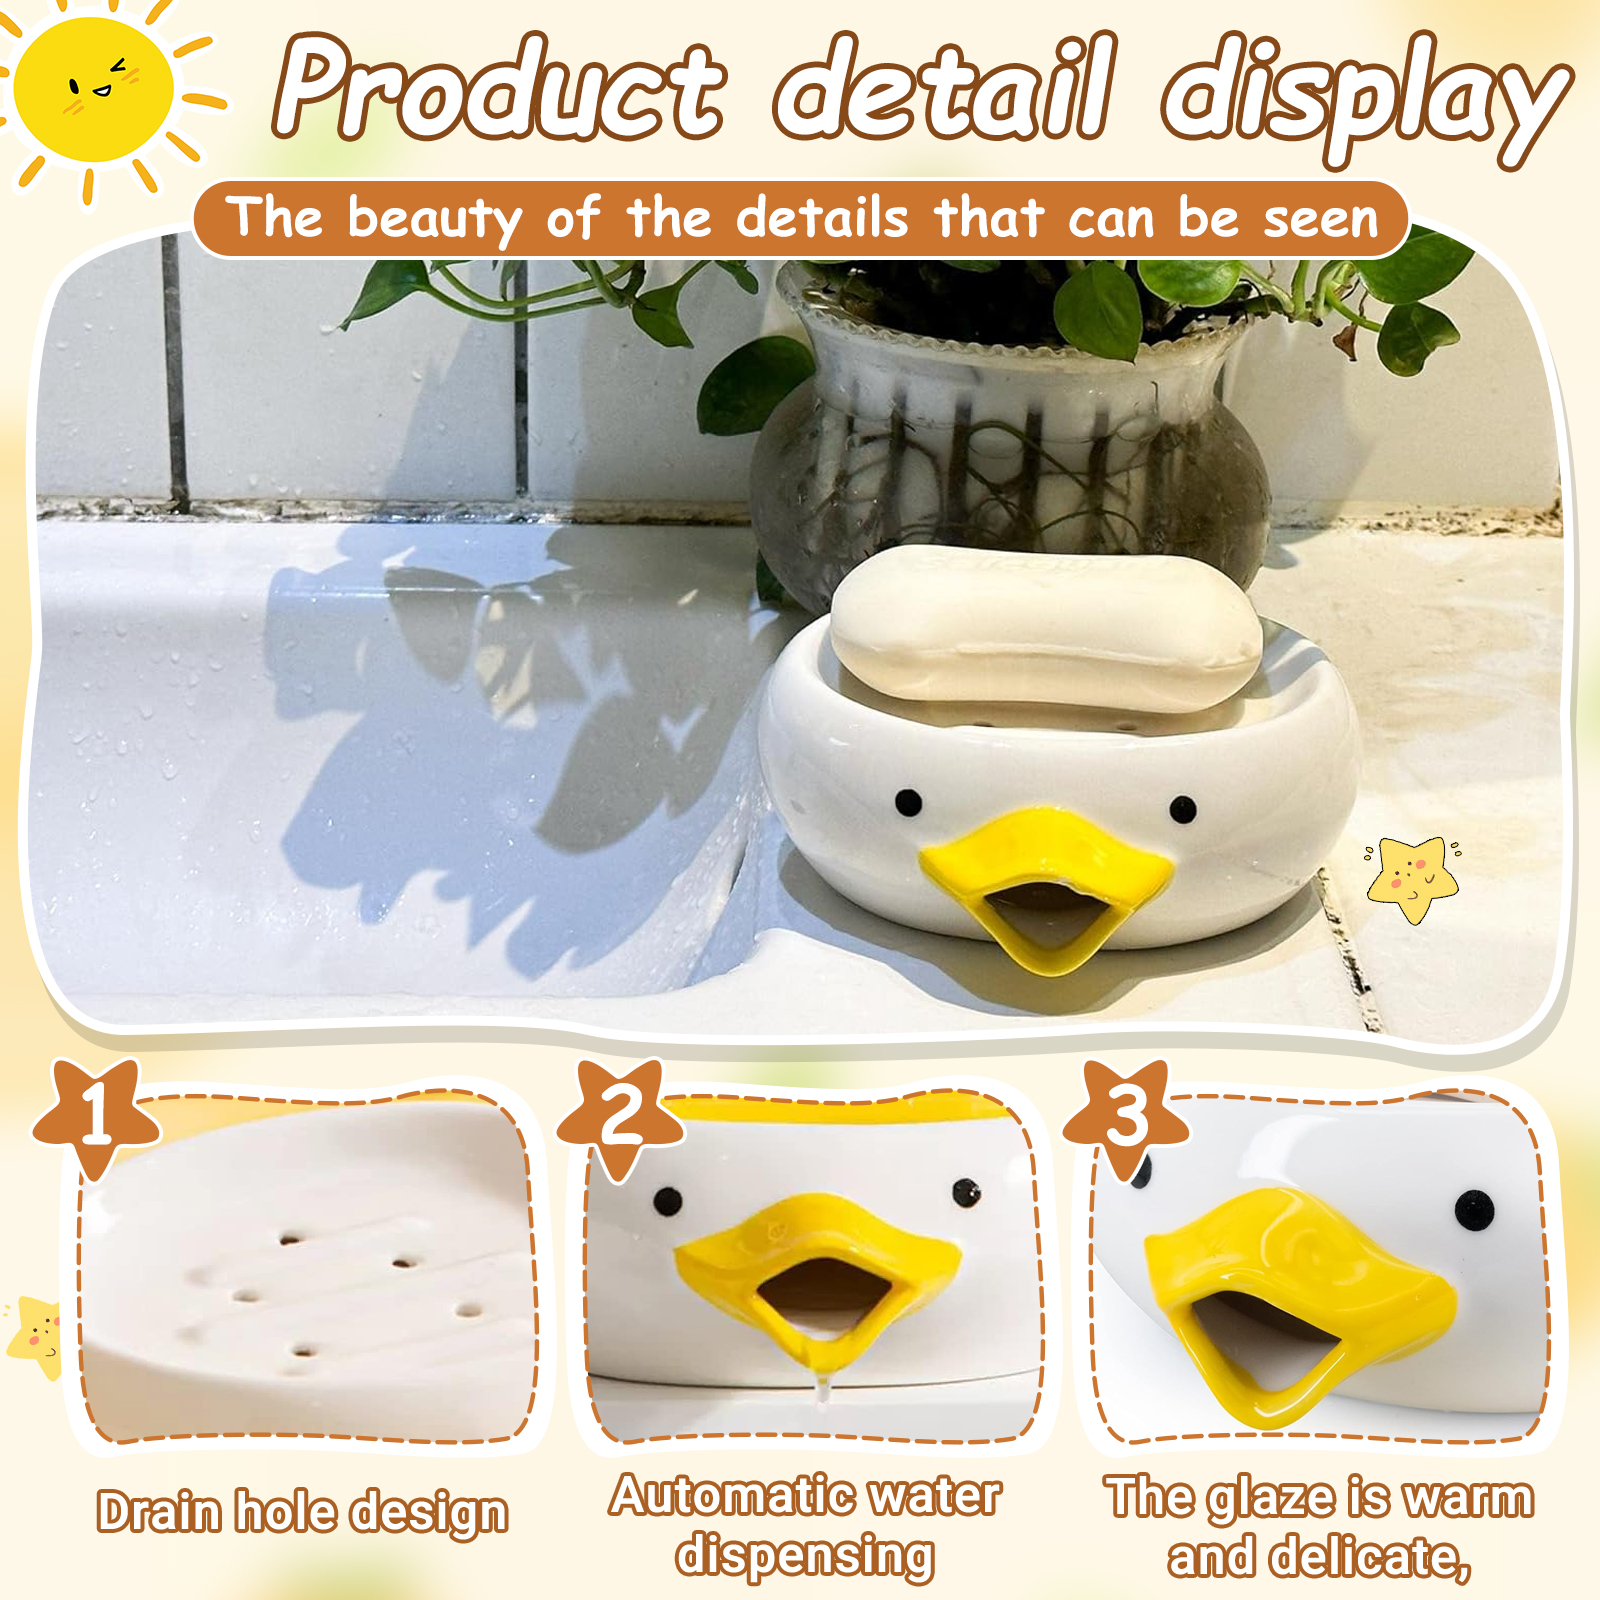 Product detail display
The beauty of the details that can be seen
1
2
3
Drain hole design
Automatic water
dispensing
The glaze is warm
and delicate,